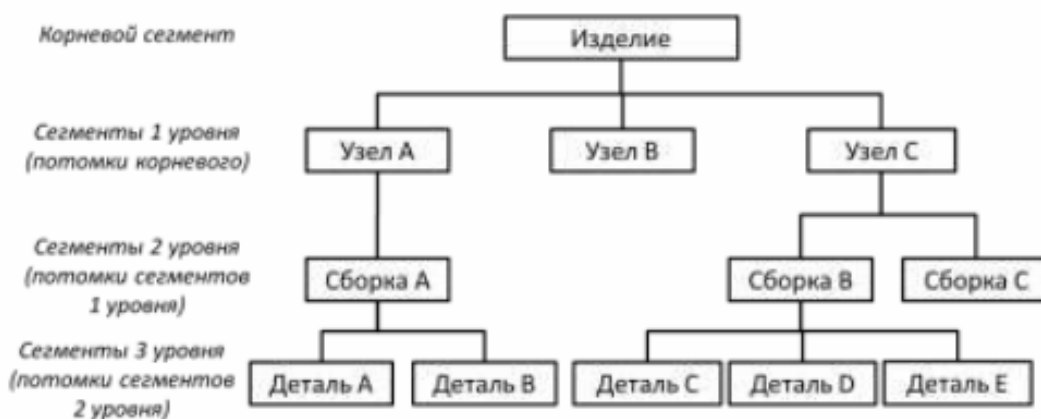 Корневой сегмент
Изделие
Сегменты 1 уровня
(потомки корневого)
Узел A
Узел B
Узел C
Сегменты 2 уровня
(потомки сегментов
1 уровня)
Сборка A
Сборка B
Сборка C
Сегменты 3 уровня
(потомки сегментов
2 уровня)
Деталь A
Деталь B
Деталь C
Деталь D
Деталь E